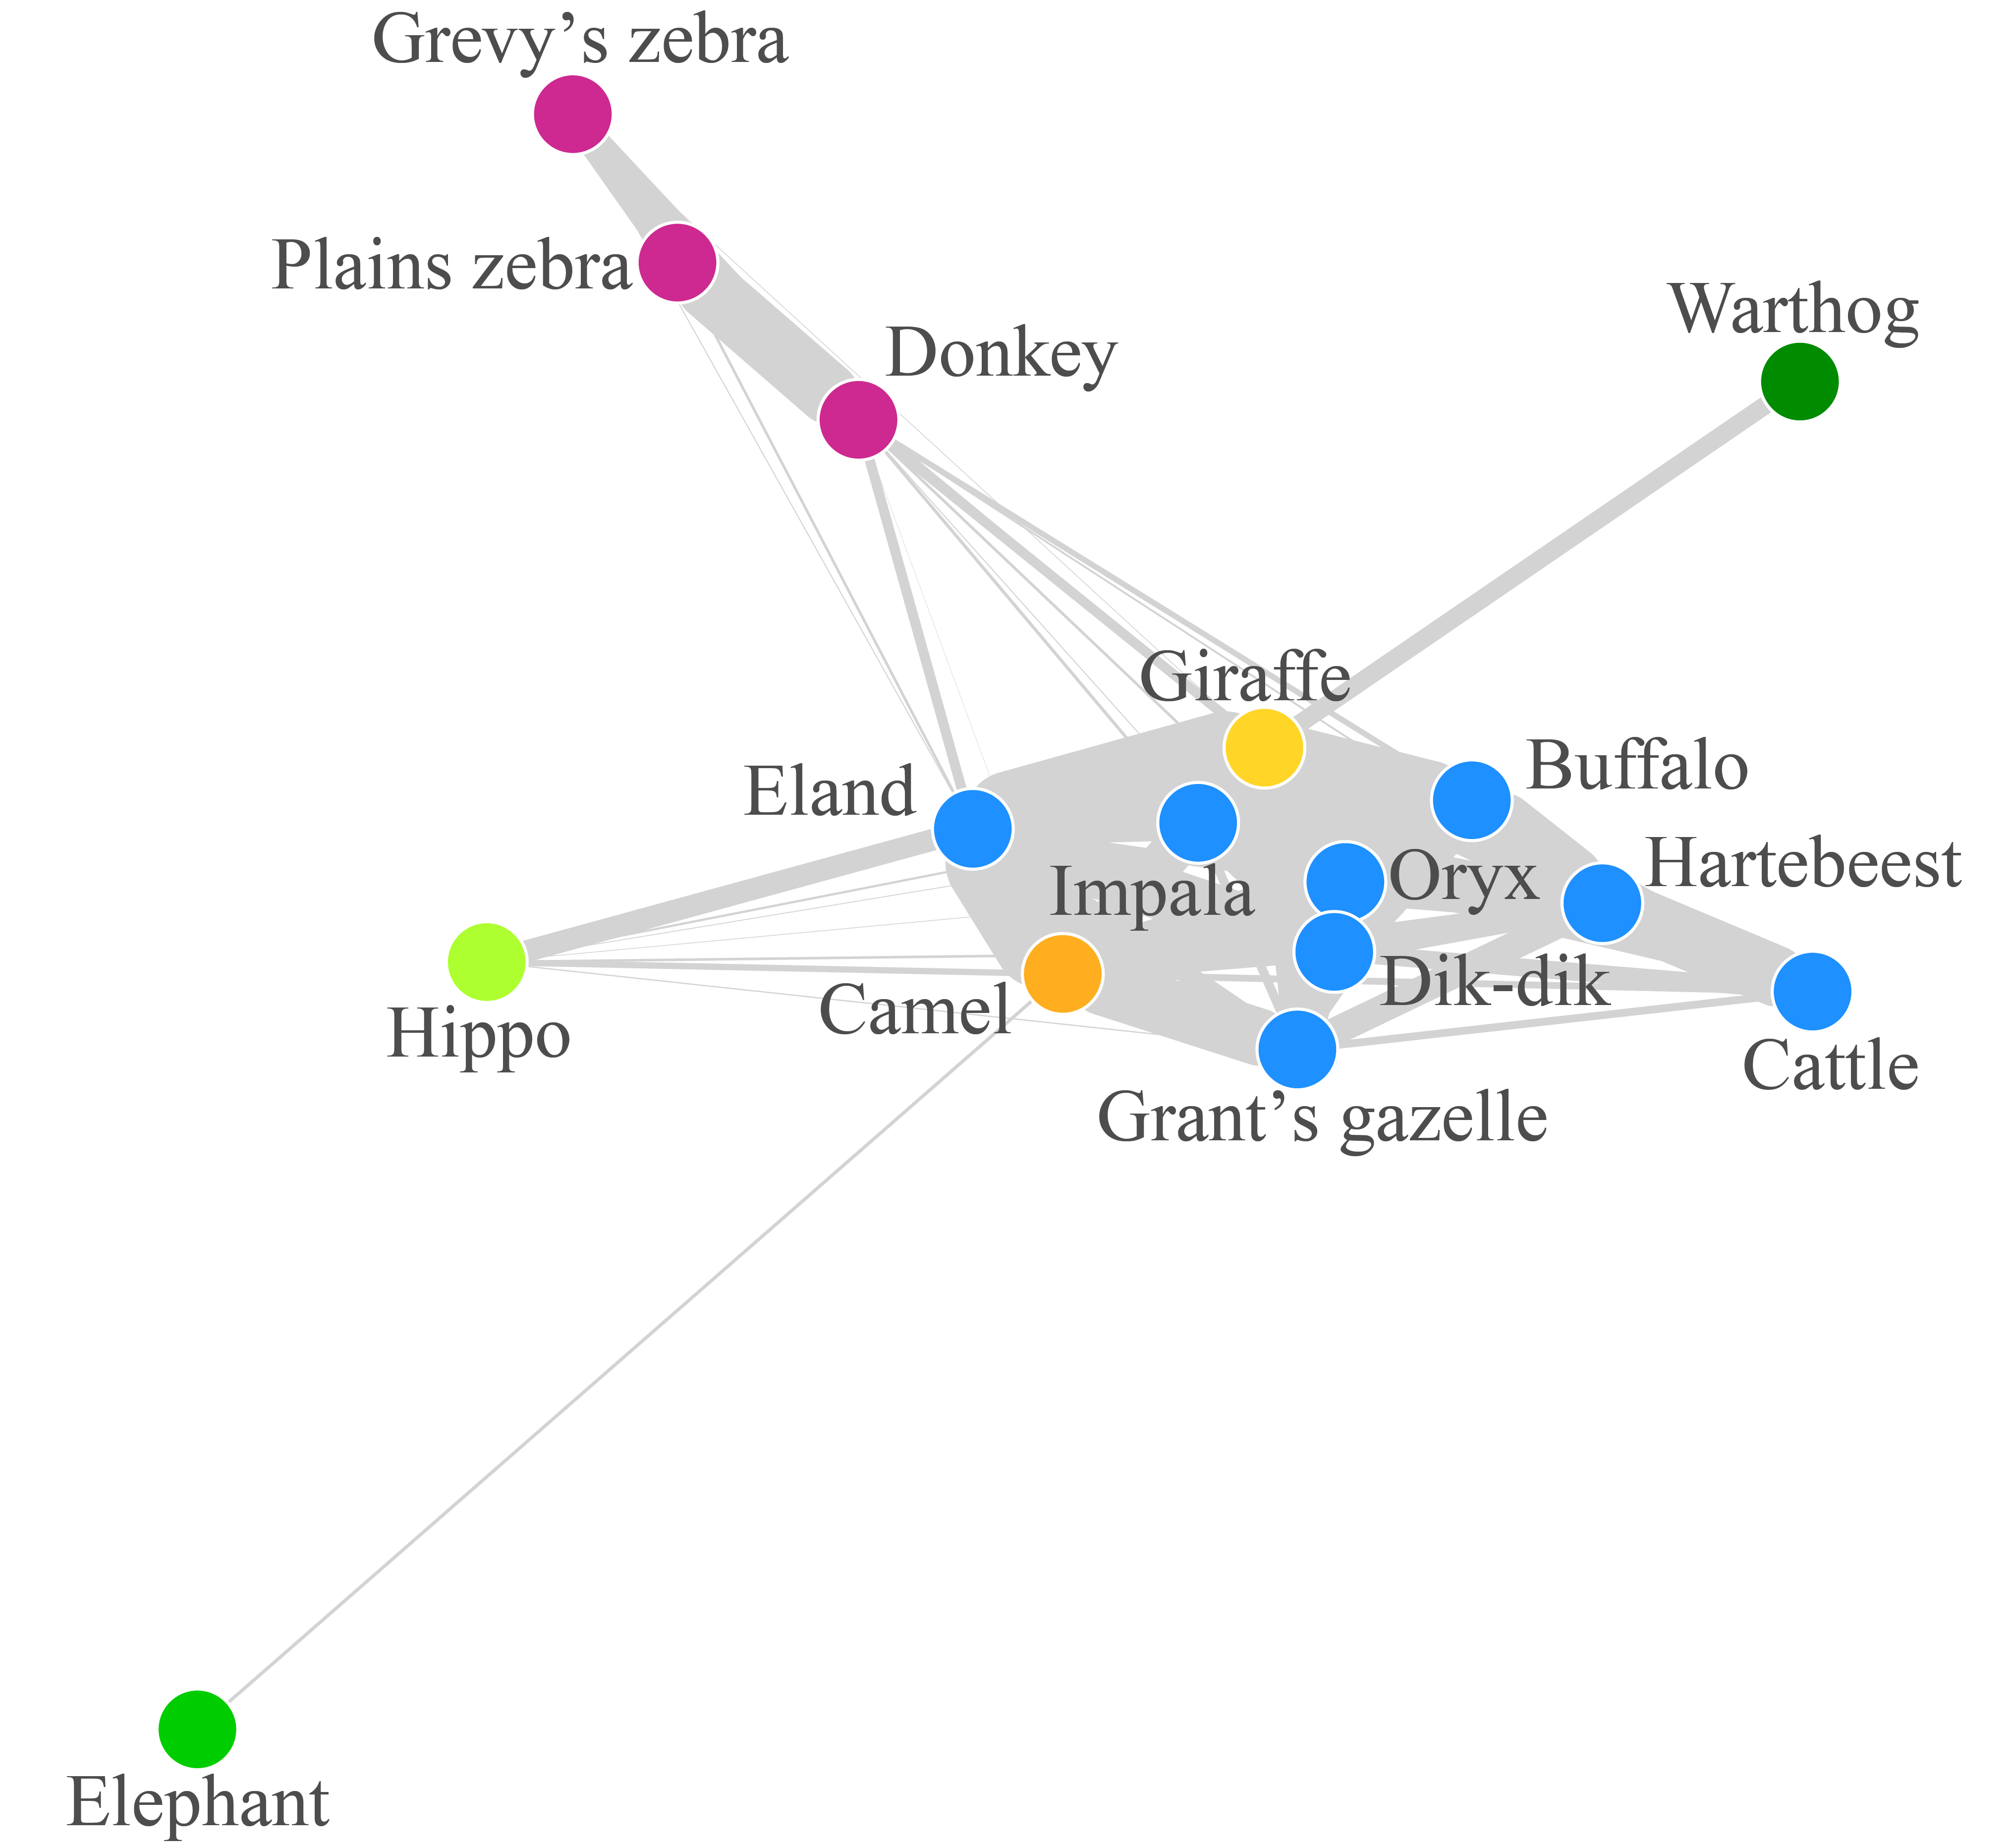 Grevy’s zebra
Plains zebra
Warthog
Donkey
Giraffe
Buffalo
Eland
Hartebeest
Impala
Oryx
Dik-dik
Camel
Hippo
Cattle
Grant’s gazelle
Elephant